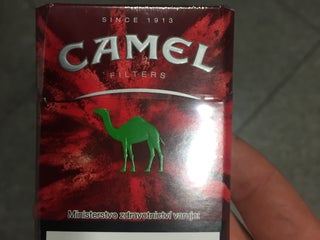 SINCE 1913
CAMEL
FILTERS
Ministerstvo zdravotnictví varuje: